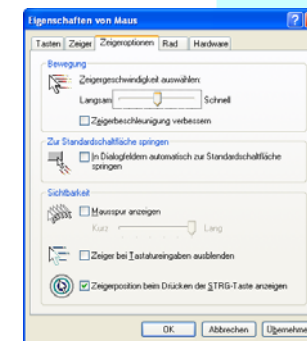 Eigenschaften von Maus
Tasten Zeiger Zeigeroptionen Rad Hardware
Bewegung
Zeigergeschwindigkeit auswählen:
Langsam Schnell
Zeigerbeschleunigung verbessern
Zur Standardschaltfläche springen
In Dialogfeldern automatisch zur Standardschaltfläche
springen
Sichtbarkeit
Mausspur anzeigen
Kurz Lang
Zeiger bei Tastatureingaben ausblenden
Zeigerposition beim Drücken der STRG-Taste anzeigen
OK Abbrechen Übernehme